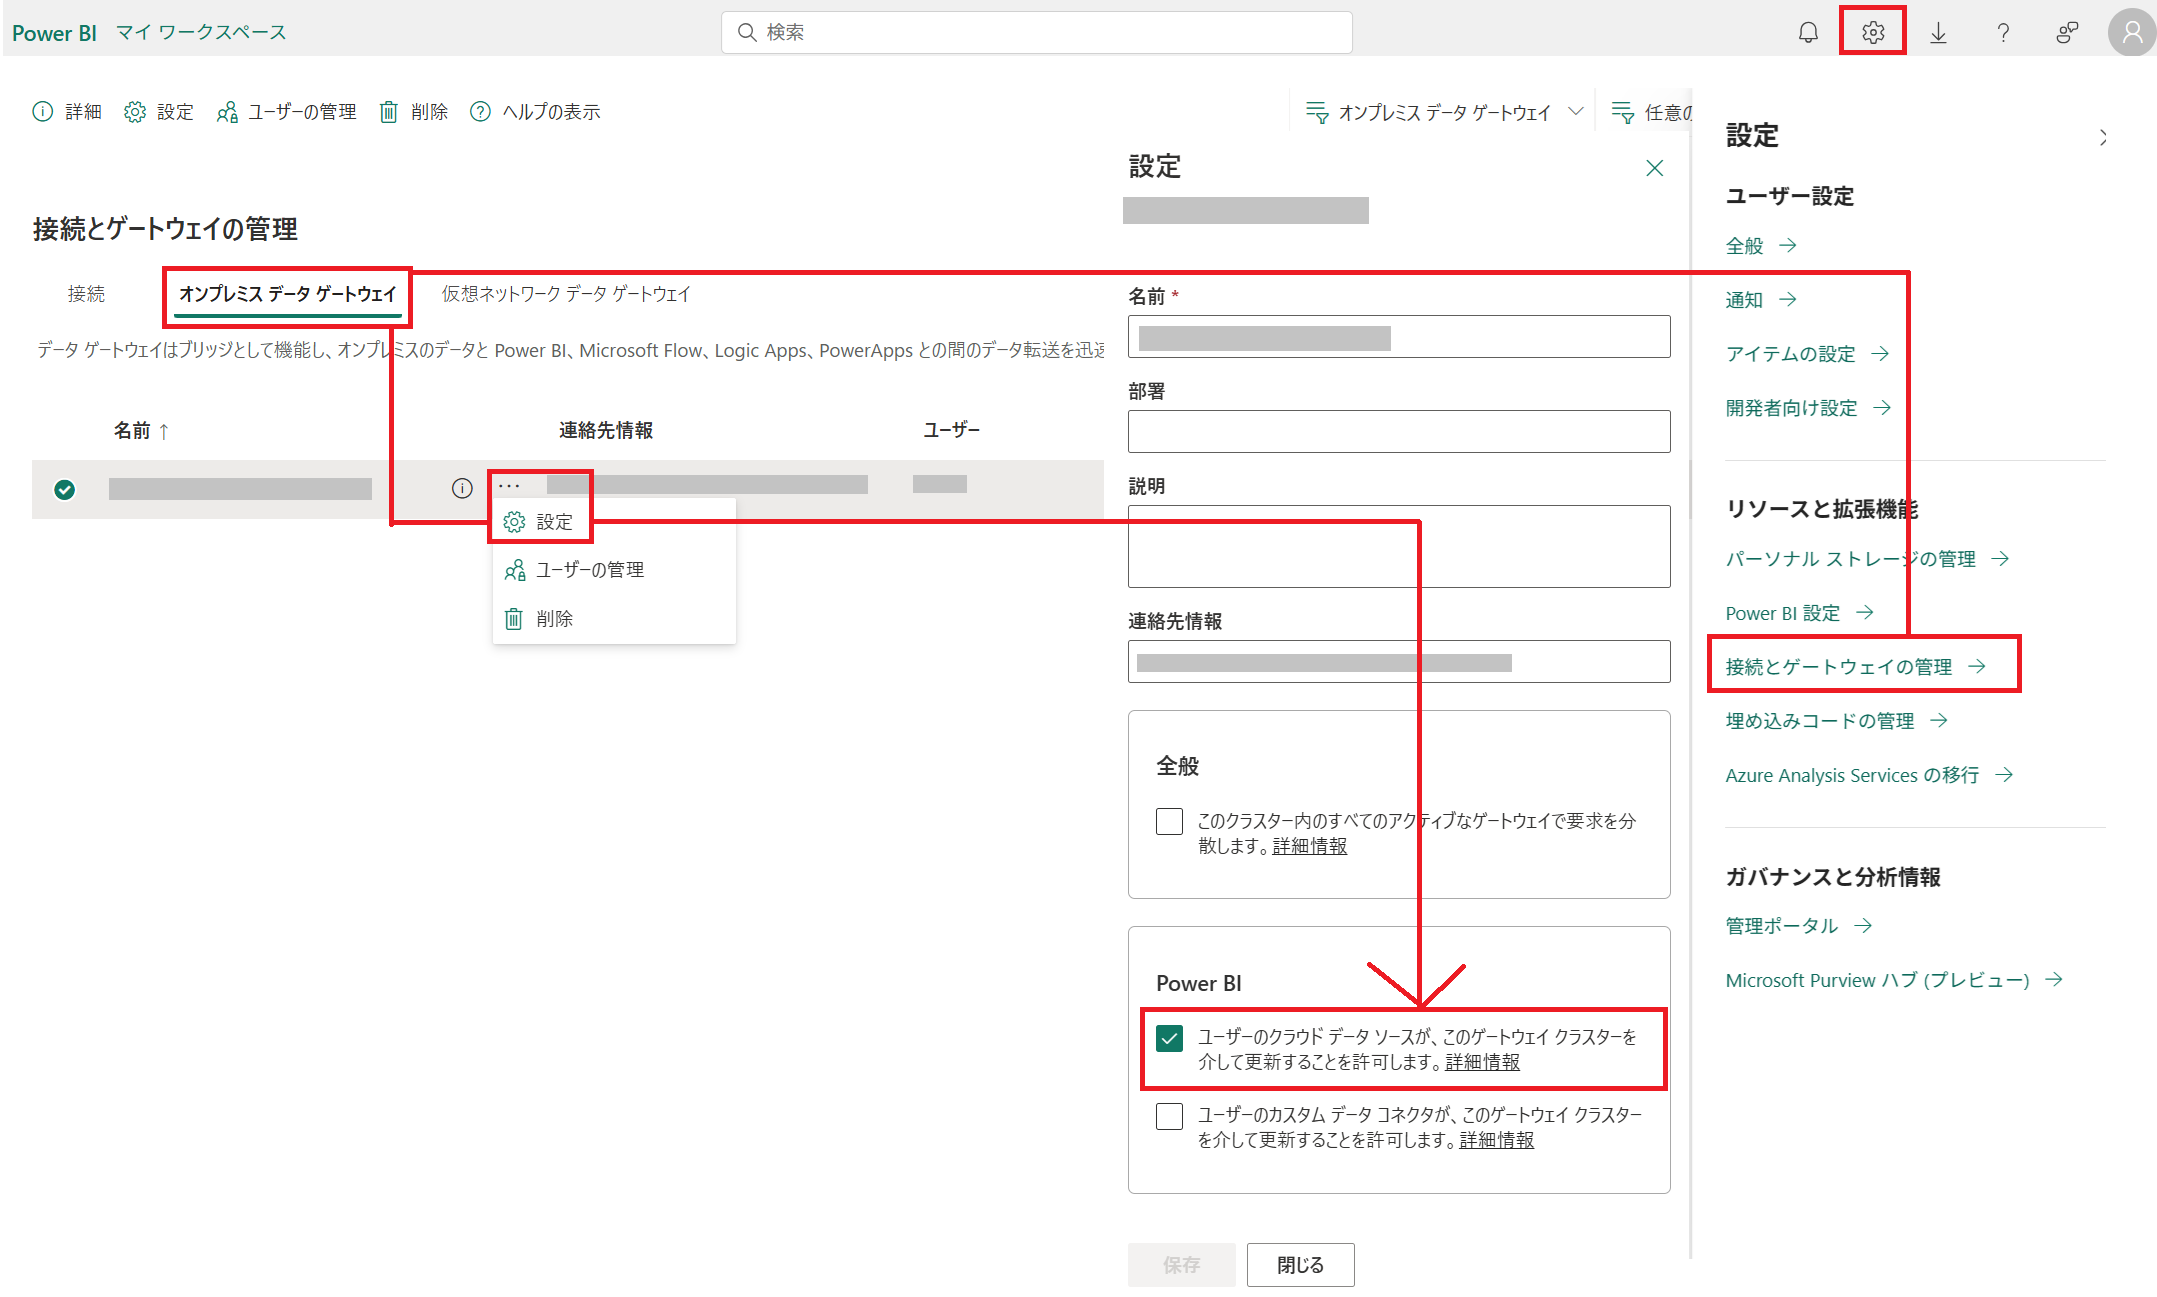 Power BI マイ ワークスペース
検索
詳細 設定 ユーザーの管理 削除 ヘルプの表示
オンプレミス データ ゲートウェイ 任意の
接続とゲートウェイの管理
接続 オンプレミス データ ゲートウェイ 仮想ネットワーク データ ゲートウェイ
データ ゲートウェイはブリッジとして機能し、オンプレミスのデータと Power BI、Microsoft Flow、Logic Apps、PowerApps との間のデータ転送を迅速
名前 ↑ 連絡先情報 ユーザー
...
設定
ユーザーの管理
削除
設定
名前 *
部署
説明
連絡先情報
全般
このクラスター内のすべてのアクティブなゲートウェイで要求を分
散します。詳細情報
Power BI
ユーザーのクラウド データ ソースが、このゲートウェイ クラスターを
介して更新することを許可します。詳細情報
ユーザーのカスタム データ コネクタが、このゲートウェイ クラスター
を介して更新することを許可します。詳細情報
保存 閉じる
設定
ユーザー設定
全般 →
通知 →
アイテムの設定 →
開発者向け設定 →
リソースと拡張機能
パーソナル ストレージの管理 →
Power BI 設定 →
接続とゲートウェイの管理 →
埋め込みコードの管理 →
Azure Analysis Services の移行 →
ガバナンスと分析情報
管理ポータル →
Microsoft Purview ハブ (プレビュー) →